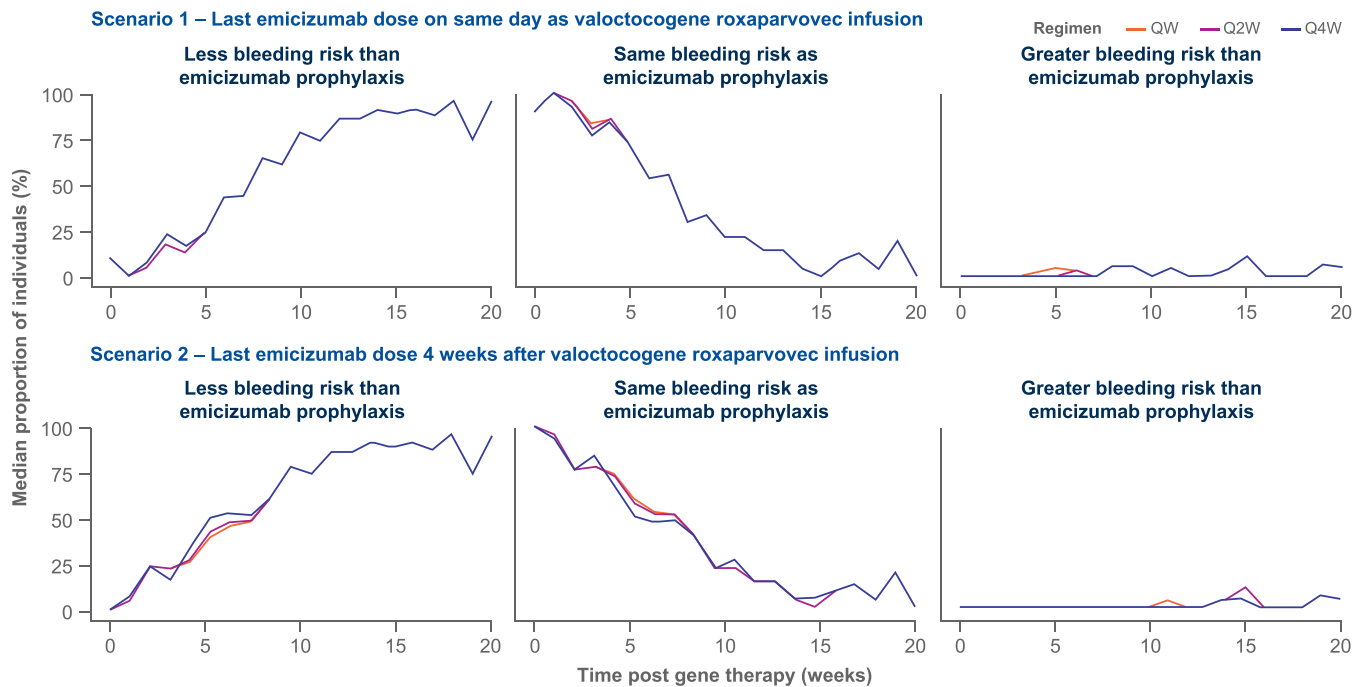 Scenario 1 – Last emicizumab dose on same day as valoctocogene roxaparvovec infusion
Regimen QW Q2W Q4W
Less bleeding risk than
emicizumab prophylaxis
Same bleeding risk as
emicizumab prophylaxis
Greater bleeding risk than
emicizumab prophylaxis
100
75
50
25
0
0 5 10 15 20
0 5 10 15 20
0 5 10 15 20
Median proportion of individuals (%)
Scenario 2 – Last emicizumab dose 4 weeks after valoctocogene roxaparvovec infusion
Less bleeding risk than
emicizumab prophylaxis
Same bleeding risk as
emicizumab prophylaxis
Greater bleeding risk than
emicizumab prophylaxis
100
75
50
25
0
0 5 10 15 20
0 5 10 15 20
0 5 10 15 20
Time post gene therapy (weeks)